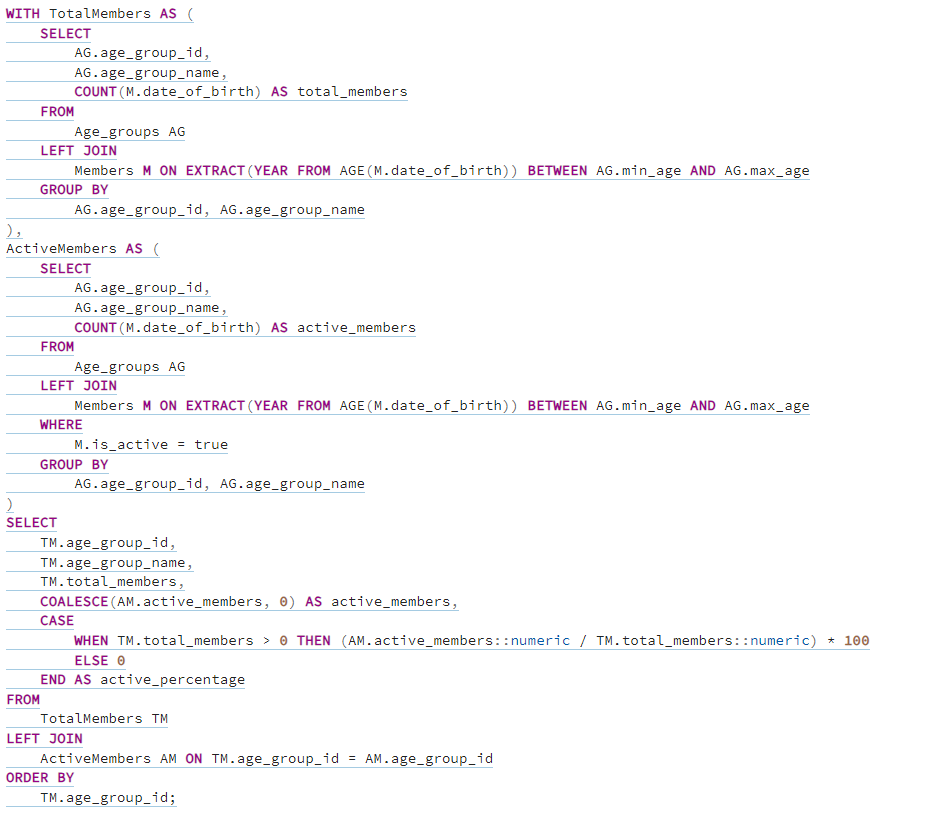 WITH TotalMembers AS (
    SELECT
        AG.age_group_id,
        AG.age_group_name,
        COUNT(M.date_of_birth) AS total_members
    FROM
        Age_groups AG
    LEFT JOIN
        Members M ON EXTRACT(YEAR FROM AGE(M.date_of_birth)) BETWEEN AG.min_age AND AG.max_age
    GROUP BY
        AG.age_group_id, AG.age_group_name
),
ActiveMembers AS (
    SELECT
        AG.age_group_id,
        AG.age_group_name,
        COUNT(M.date_of_birth) AS active_members
    FROM
        Age_groups AG
    LEFT JOIN
        Members M ON EXTRACT(YEAR FROM AGE(M.date_of_birth)) BETWEEN AG.min_age AND AG.max_age
    WHERE
        M.is_active = true
    GROUP BY
        AG.age_group_id, AG.age_group_name
)
SELECT
    TM.age_group_id,
    TM.age_group_name,
    TM.total_members,
    COALESCE(AM.active_members, 0) AS active_members,
    CASE
        WHEN TM.total_members > 0 THEN (AM.active_members::numeric / TM.total_members::numeric) * 100
        ELSE 0
    END AS active_percentage
FROM
    TotalMembers TM
LEFT JOIN
    ActiveMembers AM ON TM.age_group_id = AM.age_group_id
ORDER BY
    TM.age_group_id;